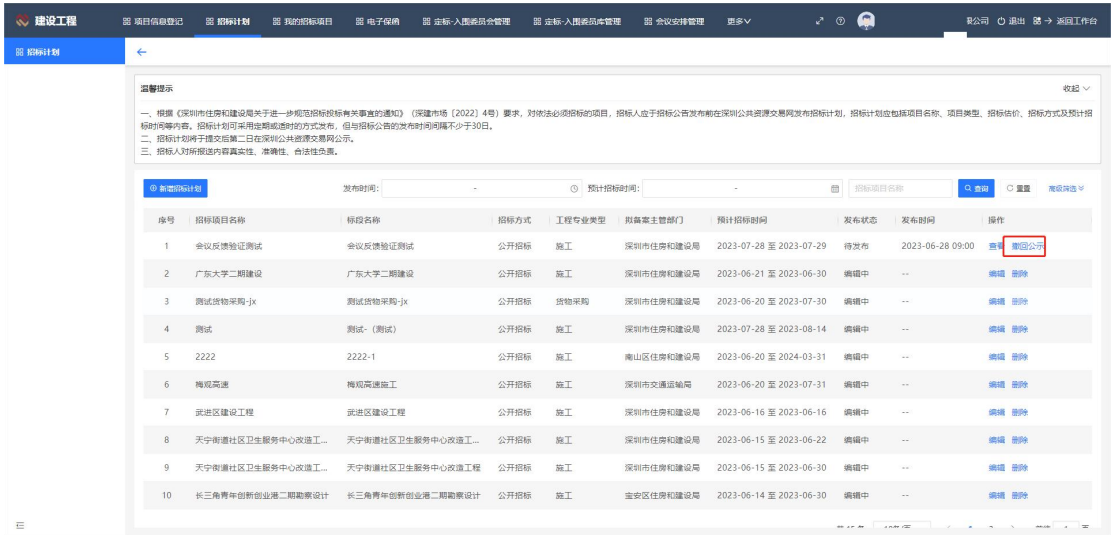 建设工程 项目信息登记 招标计划 我的招标项目 电子保函 定标-入围委员会管理 定标-入围委员库管理 会议安排管理 更多 限公司 退出 返回工作台
招标计划
温馨提示 收起
一、根据《深圳市住房和建设局关于进一步规范招标投标有关事宜的通知》（深建市场〔2022〕4号）要求，对依法必须招标的项目，招标人应于招标公告发布前在深圳公共资源交易网发布招标计划，招标计划应包括项目名称、项目类型、招标估价、招标方式及预计招
标时间等内容。招标计划可采用定期或适时的方式发布，但与招标公告的发布时间间隔不少于30日。
二、招标计划将于提交后第二日在深圳公共资源交易网公示。
三、招标人对所报送内容真实性、准确性、合法性负责。
新增招标计划 发布时间: - 预计招标时间: - 招标项目名称 查询 重置 高级筛选
序号 招标项目名称 标段名称 招标方式 工程专业类型 拟备案主管部门 预计招标时间 发布状态 发布时间 操作
1 会议反馈验证测试 会议反馈验证测试 公开招标 施工 深圳市住房和建设局 2023-07-28 至 2023-07-29 待发布 2023-06-28 09:00 查看 撤回公示
2 广东大学二期建设 广东大学二期建设 公开招标 施工 深圳市住房和建设局 2023-06-21 至 2023-06-30 编辑中 -- 编辑 删除
3 测试货物采购-jx 测试货物采购-jx 公开招标 货物采购 深圳市住房和建设局 2023-06-20 至 2023-07-30 编辑中 -- 编辑 删除
4 测试 测试-（测试） 公开招标 施工 深圳市住房和建设局 2023-07-28 至 2023-08-14 编辑中 -- 编辑 删除
5 2222 2222-1 公开招标 施工 南山区住房和建设局 2023-06-20 至 2024-03-31 编辑中 -- 编辑 删除
6 梅观高速 梅观高速施工 公开招标 施工 深圳市交通运输局 2023-06-20 至 2023-07-31 编辑中 -- 编辑 删除
7 武进区建设工程 武进区建设工程 公开招标 施工 深圳市住房和建设局 2023-06-16 至 2023-06-16 编辑中 -- 编辑 删除
8 天宁街道社区卫生服务中心改造工... 天宁街道社区卫生服务中心改造工... 公开招标 施工 深圳市住房和建设局 2023-06-15 至 2023-06-22 编辑中 -- 编辑 删除
9 天宁街道社区卫生服务中心改造工... 天宁街道社区卫生服务中心改造工程 公开招标 施工 深圳市住房和建设局 2023-06-15 至 2023-06-30 编辑中 -- 编辑 删除
10 长三角青年创新创业港二期勘察设计 长三角青年创新创业港二期勘察设计 公开招标 施工 宝安区住房和建设局 2023-06-14 至 2023-06-30 编辑中 -- 编辑 删除